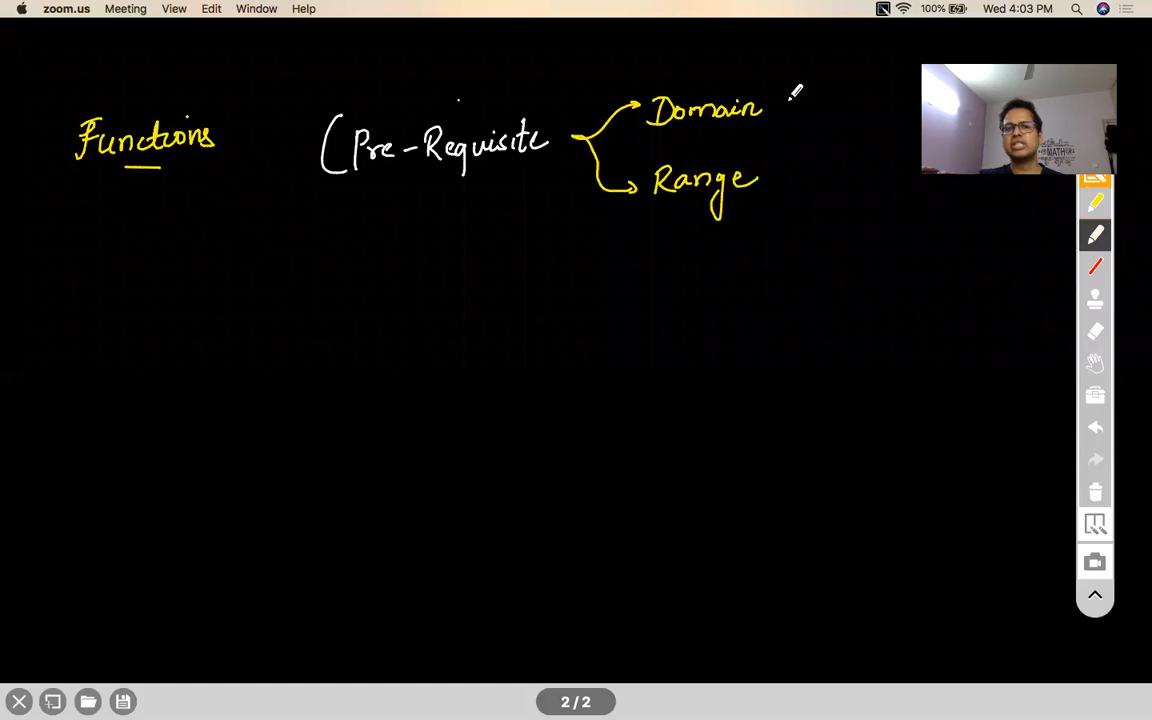 zoom.us Meeting View Edit Window Help 100% Wed 4:03 PM
Functions (Pre-Requisite Domain
Range
MATH
2 / 2